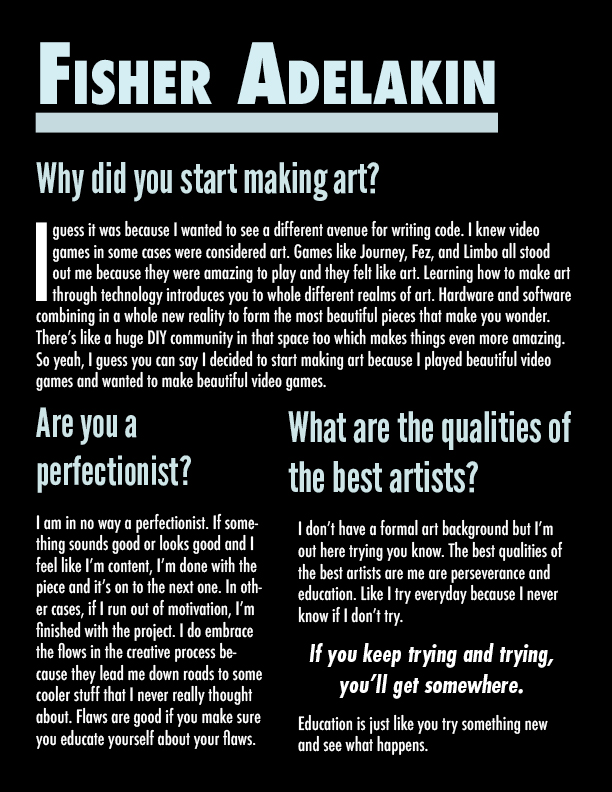 FISHER ADELAKIN
Why did you start making art?
I guess it was because I wanted to see a different avenue for writing code. I knew video
games in some cases were considered art. Games like Journey, Fez, and Limbo all stood
out me because they were amazing to play and they felt like art. Learning how to make art
through technology introduces you to whole different realms of art. Hardware and software
combining in a whole new reality to form the most beautiful pieces that make you wonder.
There's like a huge DIY community in that space too which makes things even more amazing.
So yeah, I guess you can say I decided to start making art because I played beautiful video
games and wanted to make beautiful video games.
Are you a
perfectionist?
I am in no way a perfectionist. If some-
thing sounds good or looks good and I
feel like I'm content, I'm done with the
piece and it's on to the next one. In oth-
er cases, if I run out of motivation, I'm
finished with the project. I do embrace
the flows in the creative process be-
cause they lead me down roads to some
cooler stuff that I never really thought
about. Flaws are good if you make sure
you educate yourself about your flaws.
What are the qualities of
the best artists?
I don't have a formal art background but I'm
out here trying you know. The best qualities of
the best artists are me are perseverance and
education. Like I try everyday because I never
know if I don't try.
If you keep trying and trying,
you'll get somewhere.
Education is just like you try something new
and see what happens.